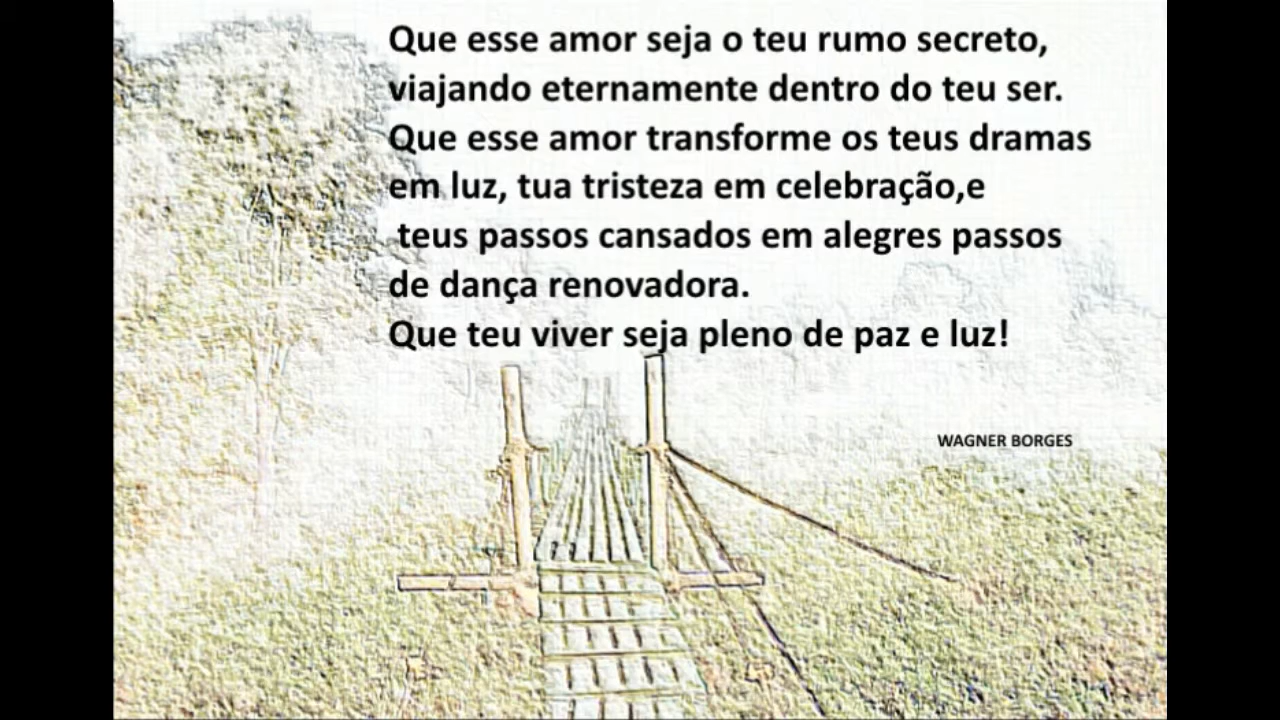 Que esse amor seja o teu rumo secreto,
viajando eternamente dentro do teu ser.
Que esse amor transforme os teus dramas
em luz, tua tristeza em celebração,e
teus passos cansados em alegres passos
de dança renovadora.
Que teu viver seja pleno de paz e luz!
WAGNER BORGES